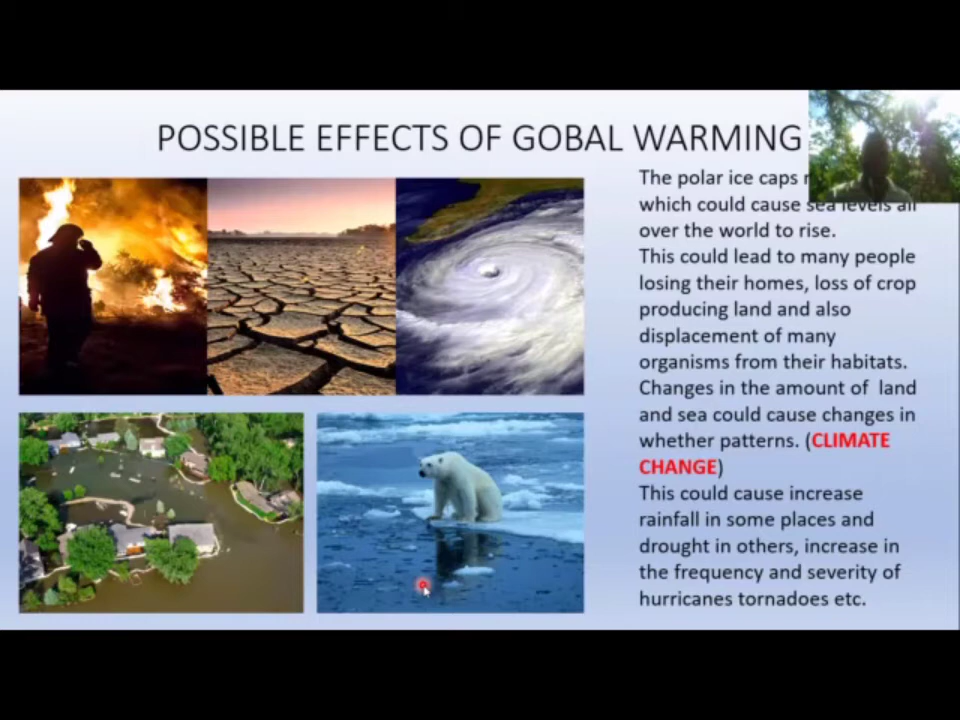 POSSIBLE EFFECTS OF GOBAL WARMING
The polar ice caps
which could cause sea levels all
over the world to rise.
This could lead to many people
losing their homes, loss of crop
producing land and also
displacement of many
organisms from their habitats.
Changes in the amount of land
and sea could cause changes in
whether patterns. (CLIMATE
CHANGE)
This could cause increase
rainfall in some places and
drought in others, increase in
the frequency and severity of
hurricanes tornadoes etc.